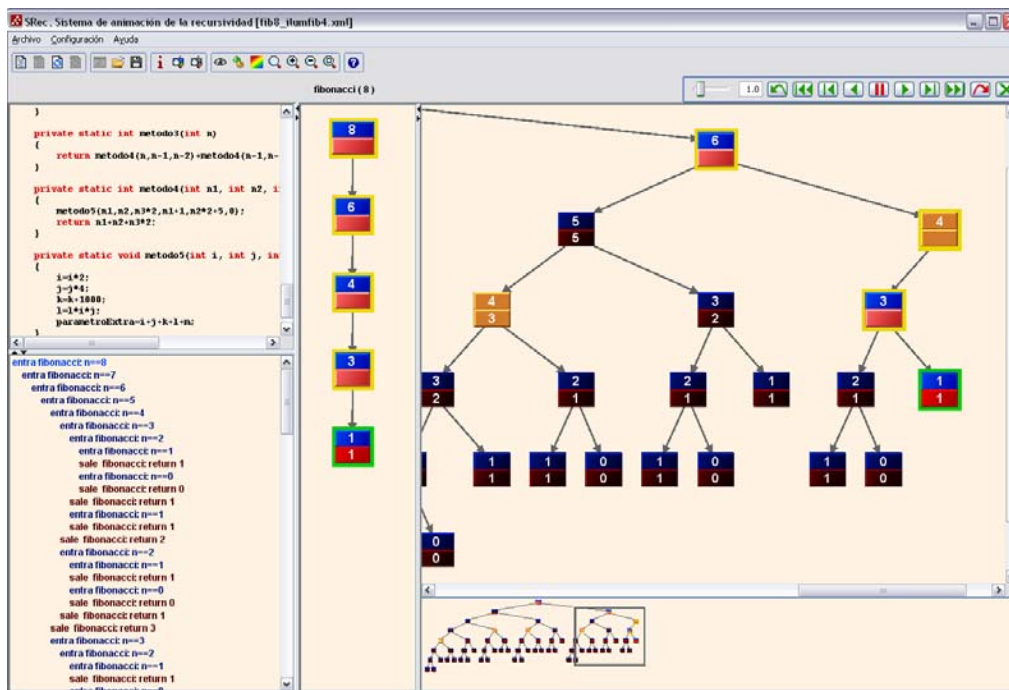 SRec. Sistema de animación de la recursividad [fib8_ilumfib4.xml]
Archivo Configuración Ayuda
fibonacci ( 8 )
1.0
}
private static int metodo3(int n)
{
return metodo4(n,n-1,n-2)+metodo4(n-1,n-
}
private static int metodo4(int n1, int n2, i
{
metodo5(n1,n2,n3*2,n1+1,n2*2+5,0);
return n1+n2+n3*2;
}
private static void metodo5(int i, int j, in
{
i=i*2;
j=j*4;
k=k+1000;
l=l*i*j;
parametroExtra=i+j+k+l+m;
}
entra fibonacci: n==8
entra fibonacci: n==7
entra fibonacci: n==6
entra fibonacci: n==5
entra fibonacci: n==4
entra fibonacci: n==3
entra fibonacci: n==2
entra fibonacci: n==1
sale fibonacci: return 1
entra fibonacci: n==0
sale fibonacci: return 0
sale fibonacci: return 1
entra fibonacci: n==1
sale fibonacci: return 1
sale fibonacci: return 2
entra fibonacci: n==2
entra fibonacci: n==1
sale fibonacci: return 1
entra fibonacci: n==0
sale fibonacci: return 0
sale fibonacci: return 1
sale fibonacci: return 3
entra fibonacci: n==3
entra fibonacci: n==2
entra fibonacci: n==1
sale fibonacci: return 1
entra fibonacci: n==0
8
6
4
3
1
1
6
5
5
4
4
3
3
2
3
3
2
2
1
2
1
1
1
2
1
1
1
1
1
1
1
0
0
1
1
0
0
1
1
0
0
0
0